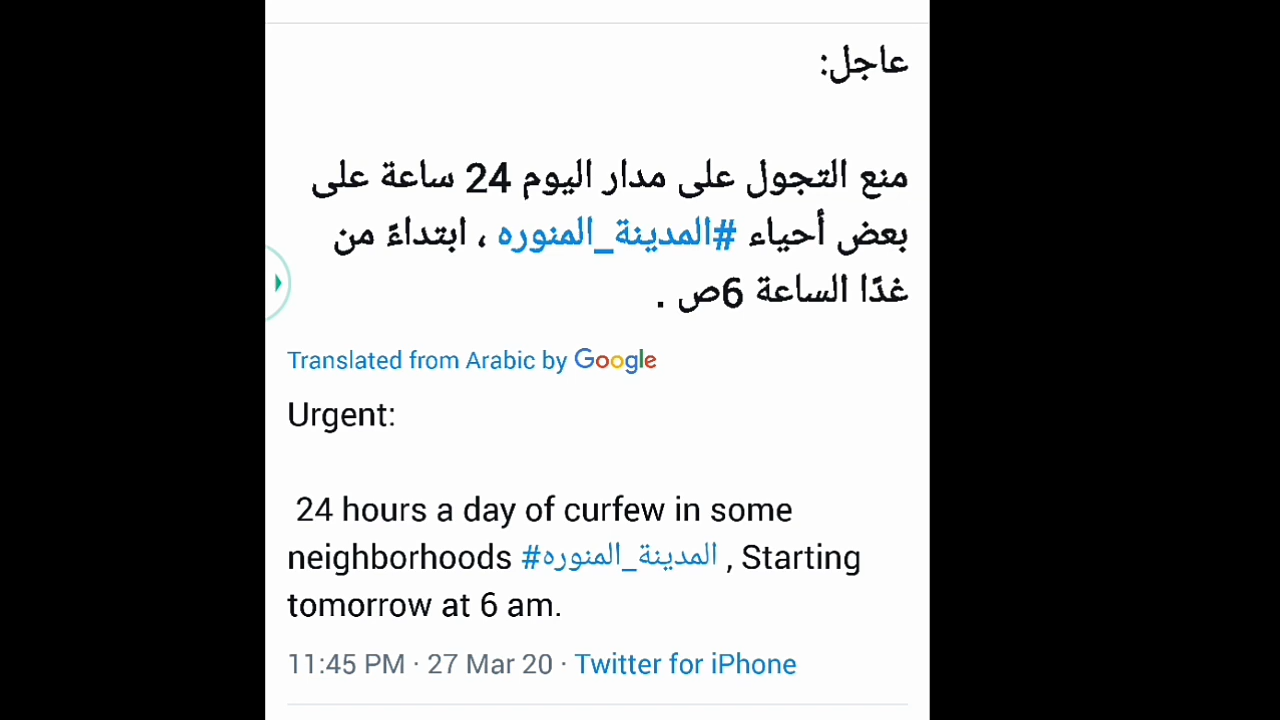 عاجل:
منع التجول على مدار اليوم 24 ساعة على
بعض أحياء #المدينة_المنوره ، ابتداءً من
غدًا الساعة 6ص .
Translated from Arabic by Google
Urgent:
24 hours a day of curfew in some
neighborhoods #المدينة_المنوره , Starting
tomorrow at 6 am.
11:45 PM · 27 Mar 20 · Twitter for iPhone